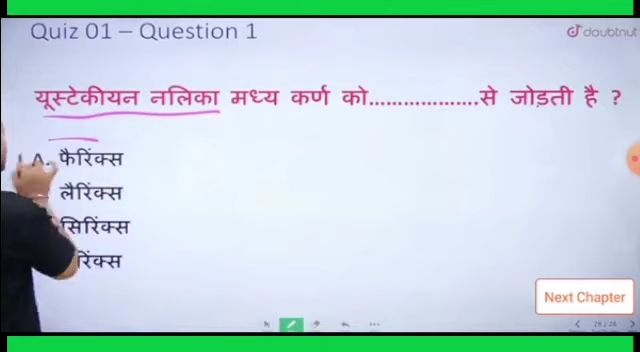 Quiz 01 – Question 1
doubtnut
यूस्टेकीयन नलिका मध्य कर्ण को...................से जोड़ती है ?
A. फैरिंक्स
लैरिंक्स
सिरिंक्स
रिंक्स
Next Chapter